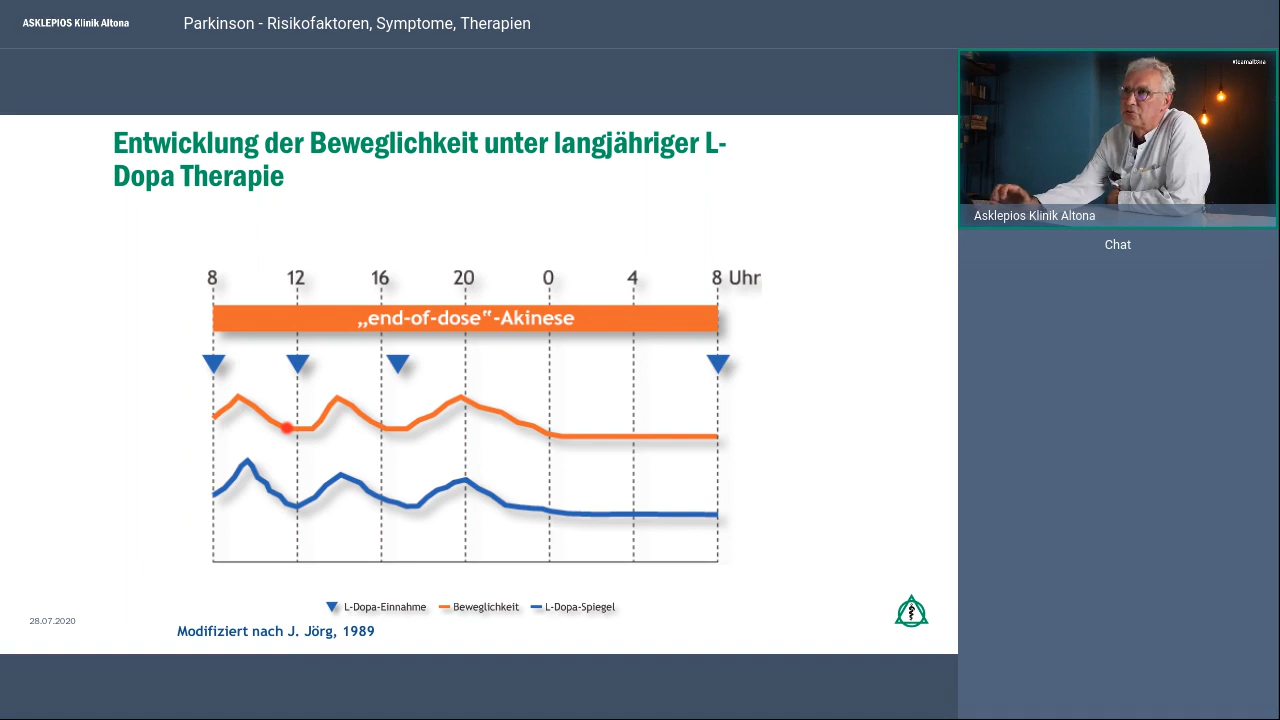 ASKLEPIOS Klinik Altona
Parkinson - Risikofaktoren, Symptome, Therapien
#teamaltona
Asklepios Klinik Altona
Chat
Entwicklung der Beweglichkeit unter langjähriger L-
Dopa Therapie
8 12 16 20 0 4 8 Uhr
„end-of-dose“-Akinese
L-Dopa-Einnahme Beweglichkeit L-Dopa-Spiegel
28.07.2020
Modifiziert nach J. Jörg, 1989